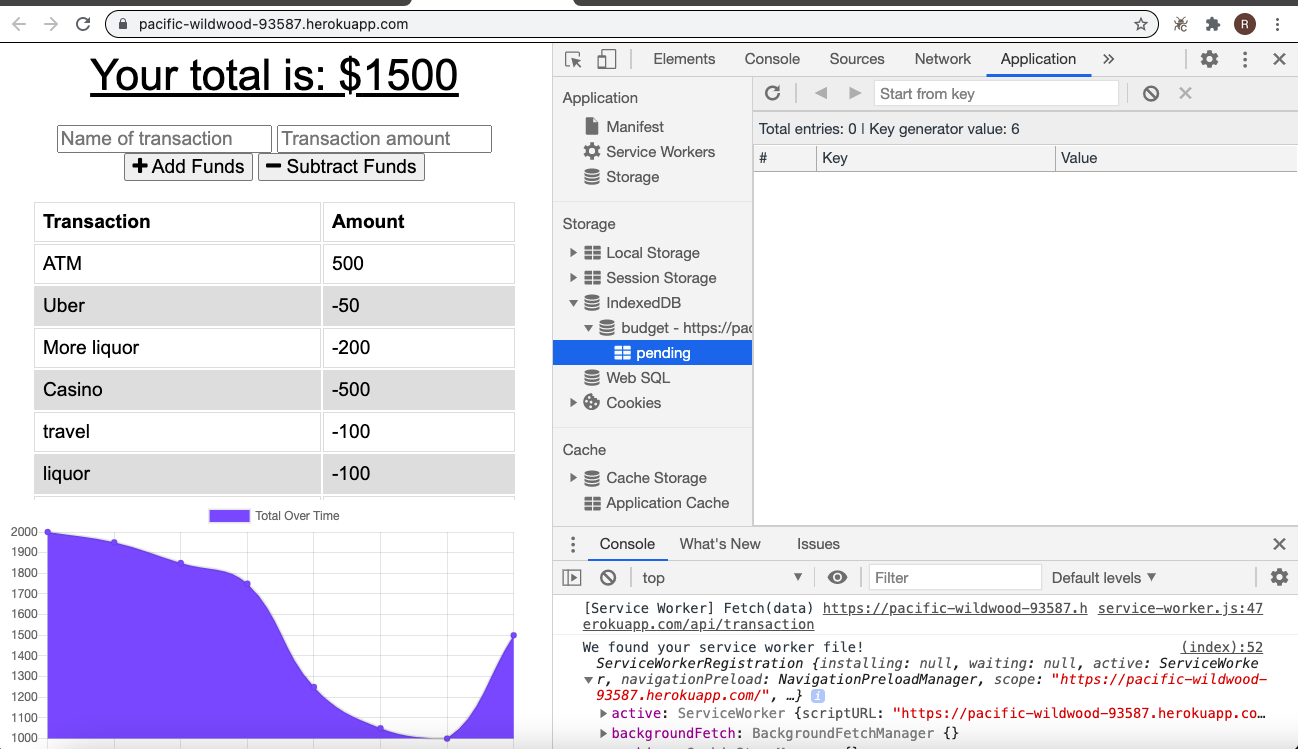 pacific-wildwood-93587.herokuapp.com
R
Your total is: $1500
Name of transaction Transaction amount
Add Funds Subtract Funds
Transaction Amount
ATM 500
Uber -50
More liquor -200
Casino -500
travel -100
liquor -100
Total Over Time
2000
1900
1800
1700
1600
1500
1400
1300
1200
1100
1000
Elements Console Sources Network Application
Application
Manifest
Service Workers
Storage
Storage
Local Storage
Session Storage
IndexedDB
budget - https://pac
pending
Web SQL
Cookies
Cache
Cache Storage
Application Cache
Start from key
Total entries: 0 | Key generator value: 6
# Key Value
Console What's New Issues
top Filter Default levels
[Service Worker] Fetch(data) https://pacific-wildwood-93587.h service-worker.js:47
erokuapp.com/api/transaction
We found your service worker file! (index):52
ServiceWorkerRegistration {installing: null, waiting: null, active: ServiceWorke
r, navigationPreload: NavigationPreloadManager, scope: "https://pacific-wildwood-
93587.herokuapp.com/", …} i
active: ServiceWorker {scriptURL: "https://pacific-wildwood-93587.herokuapp.co…
backgroundFetch: BackgroundFetchManager {}